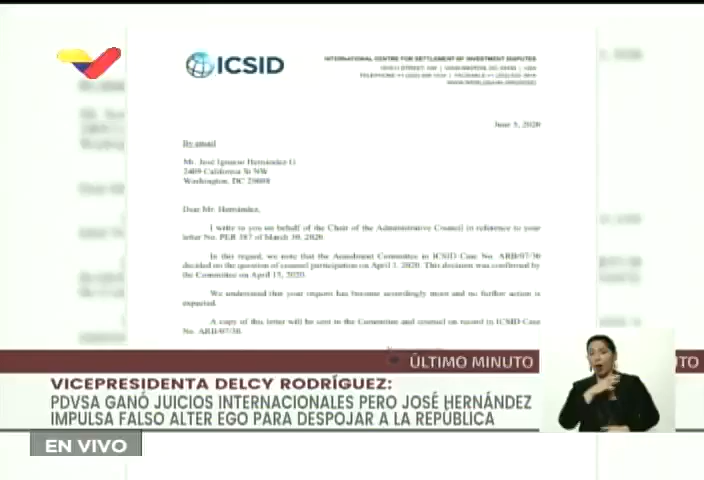 ICSID
INTERNATIONAL CENTRE FOR SETTLEMENT OF INVESTMENT DISPUTES
June 5, 2020
By email
Mr. José Ignacio Hernández G
2409 California St NW
Washington, DC 20008
Dear Mr. Hernández,
I write to you on behalf of the Chair of the Administrative Council in reference to your
letter No. PER 387 of March 30, 2020.
In this regard, we note that the Annulment Committee in ICSID Case No. ARB/07/30
decided on the question of counsel participation on April 3, 2020. This decision was confirmed by
the Committee on April 15, 2020.
We understand that your request has become accordingly moot and no further action is
expected.
A copy of this letter will be sent to the Committee and counsel on record in ICSID Case
No. ARB/07/30.
ÚLTIMO MINUTO
TO
VICEPRESIDENTA DELCY RODRÍGUEZ:
PDVSA GANÓ JUICIOS INTERNACIONALES PERO JOSÉ HERNÁNDEZ
IMPULSA FALSO ALTER EGO PARA DESPOJAR A LA REPÚBLICA
EN VIVO